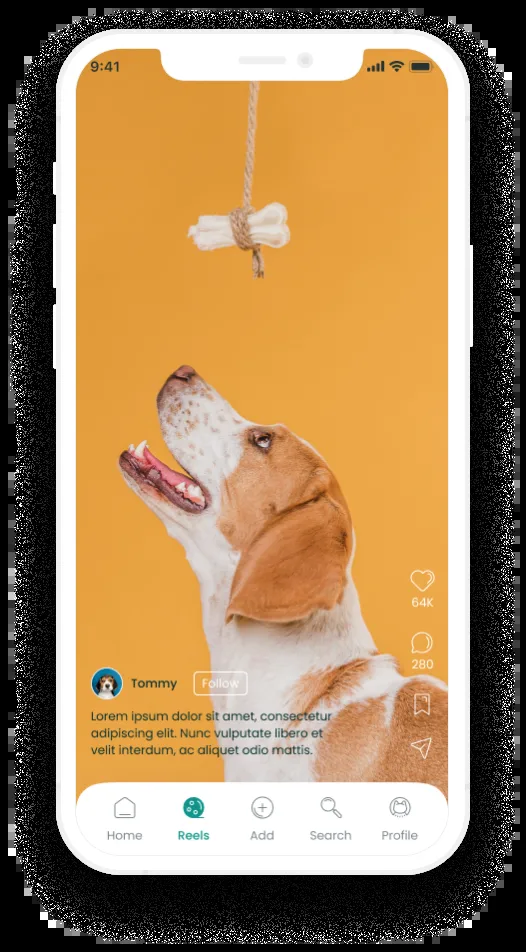 9:41
64K
280
Tommy Follow
Lorem ipsum dolor sit amet, consectetur
adipiscing elit. Nunc vulputate libero et
velit interdum, ac aliquet odio mattis.
Home Reels Add Search Profile